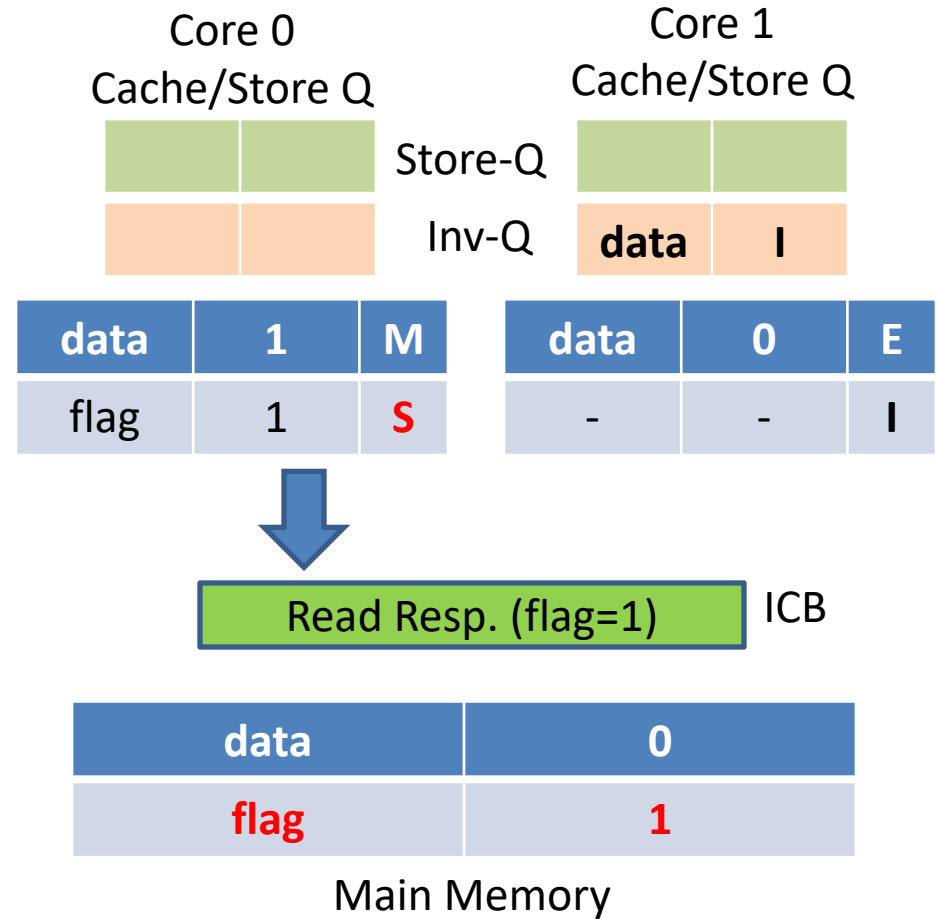 Core 0
Cache/Store Q
Core 1
Cache/Store Q
Store-Q
Inv-Q
data I
data 1 M
flag 1 S
data 0 E
- - I
Read Resp. (flag=1)
ICB
data 0
flag 1
Main Memory